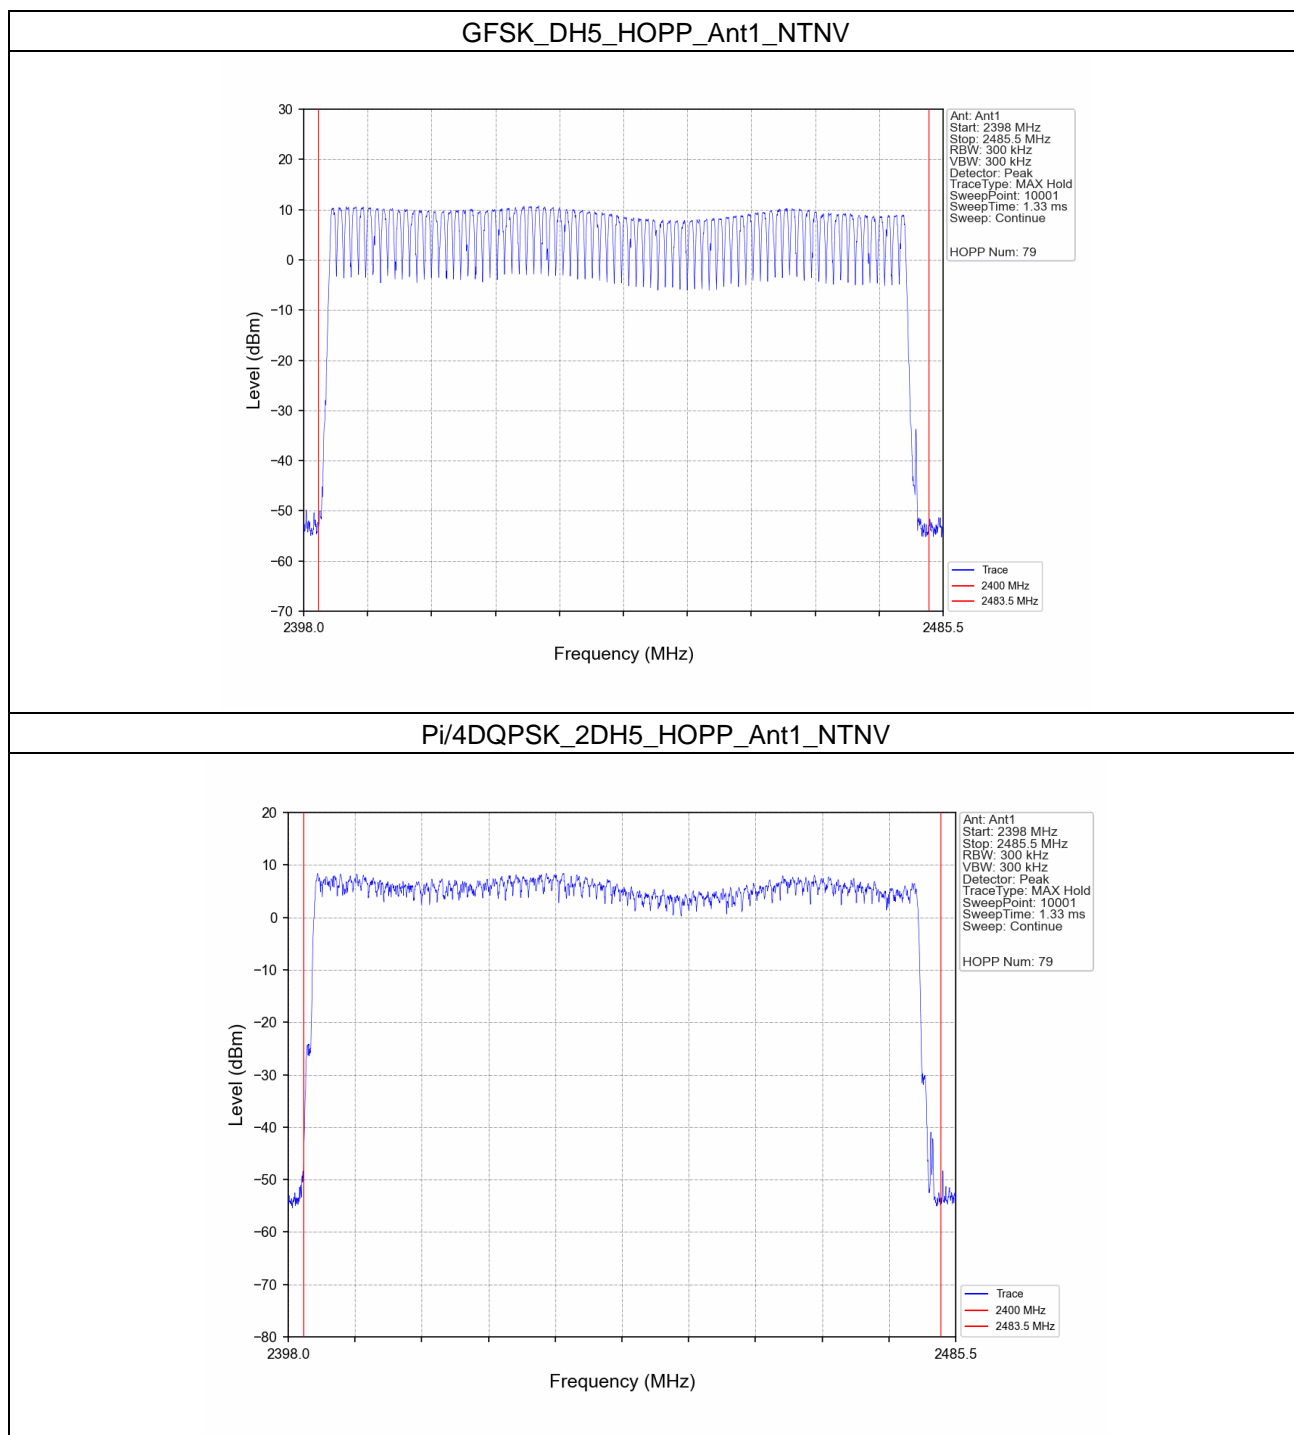 GFSK_DH5_HOPP_Ant1_NTNV
30
20
10
0
−10
−20
−30
−40
−50
−60
−70
Level (dBm)
2398.0
2485.5
Frequency (MHz)
Ant: Ant1
Start: 2398 MHz
Stop: 2485.5 MHz
RBW: 300 kHz
VBW: 300 kHz
Detector: Peak
TraceType: MAX Hold
SweepPoint: 10001
SweepTime: 1.33 ms
Sweep: Continue
HOPP Num: 79
Trace
2400 MHz
2483.5 MHz
Pi/4DQPSK_2DH5_HOPP_Ant1_NTNV
20
10
0
−10
−20
−30
−40
−50
−60
−70
−80
Level (dBm)
2398.0
2485.5
Frequency (MHz)
Ant: Ant1
Start: 2398 MHz
Stop: 2485.5 MHz
RBW: 300 kHz
VBW: 300 kHz
Detector: Peak
TraceType: MAX Hold
SweepPoint: 10001
SweepTime: 1.33 ms
Sweep: Continue
HOPP Num: 79
Trace
2400 MHz
2483.5 MHz